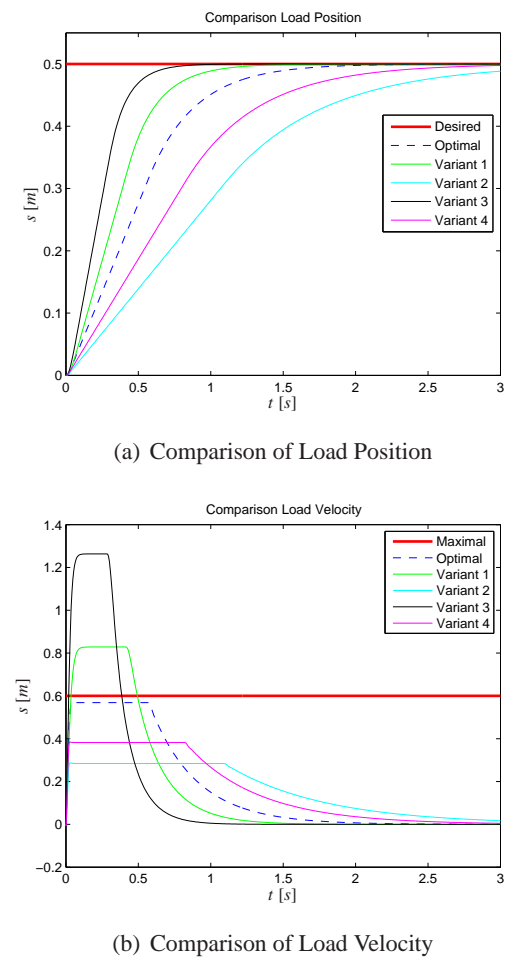 Comparison Load Position
0.5
0.4
0.3
0.2
0.1
0
s [m]
Desired
Optimal
Variant 1
Variant 2
Variant 3
Variant 4
0 0.5 1 1.5 2 2.5 3
t [s]
(a) Comparison of Load Position
Comparison Load Velocity
1.4
1.2
1
0.8
0.6
0.4
0.2
0
−0.2
s [m]
Maximal
Optimal
Variant 1
Variant 2
Variant 3
Variant 4
0 0.5 1 1.5 2 2.5 3
t [s]
(b) Comparison of Load Velocity